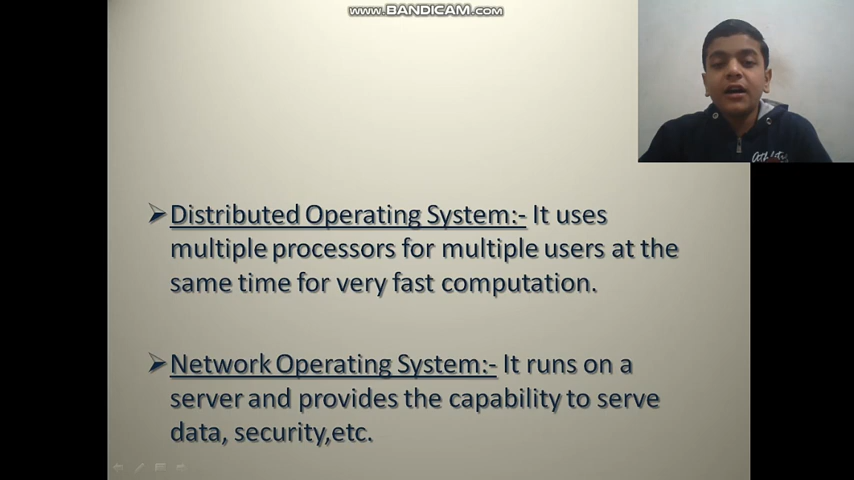 www.BANDICAM.com
Distributed Operating System:- It uses
multiple processors for multiple users at the
same time for very fast computation.
Network Operating System:- It runs on a
server and provides the capability to serve
data, security,etc.